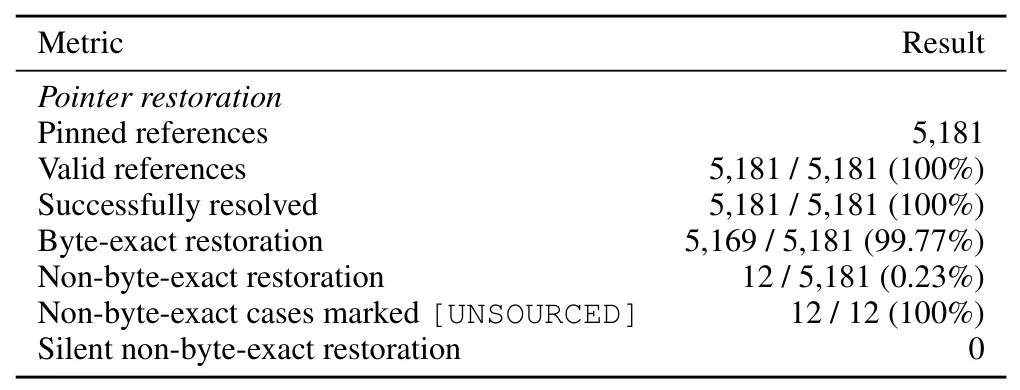 Metric Result
Pointer restoration
Pinned references 5,181
Valid references 5,181 / 5,181 (100%)
Successfully resolved 5,181 / 5,181 (100%)
Byte-exact restoration 5,169 / 5,181 (99.77%)
Non-byte-exact restoration 12 / 5,181 (0.23%)
Non-byte-exact cases marked [UNSOURCED] 12 / 12 (100%)
Silent non-byte-exact restoration 0